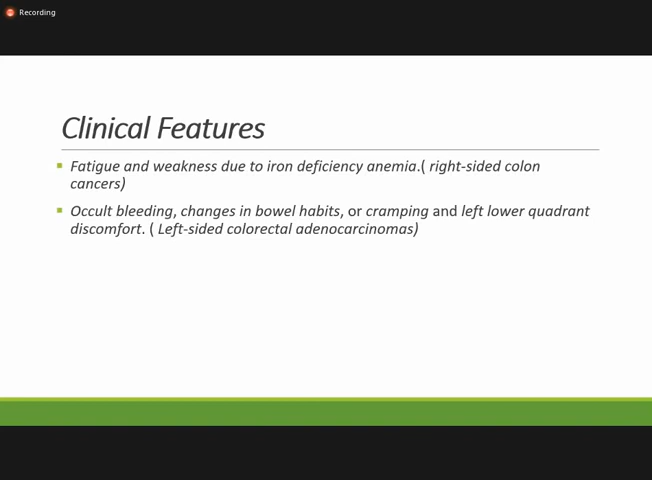 Recording
Clinical Features
Fatigue and weakness due to iron deficiency anemia.( right-sided colon
cancers)
Occult bleeding, changes in bowel habits, or cramping and left lower quadrant
discomfort. ( Left-sided colorectal adenocarcinomas)